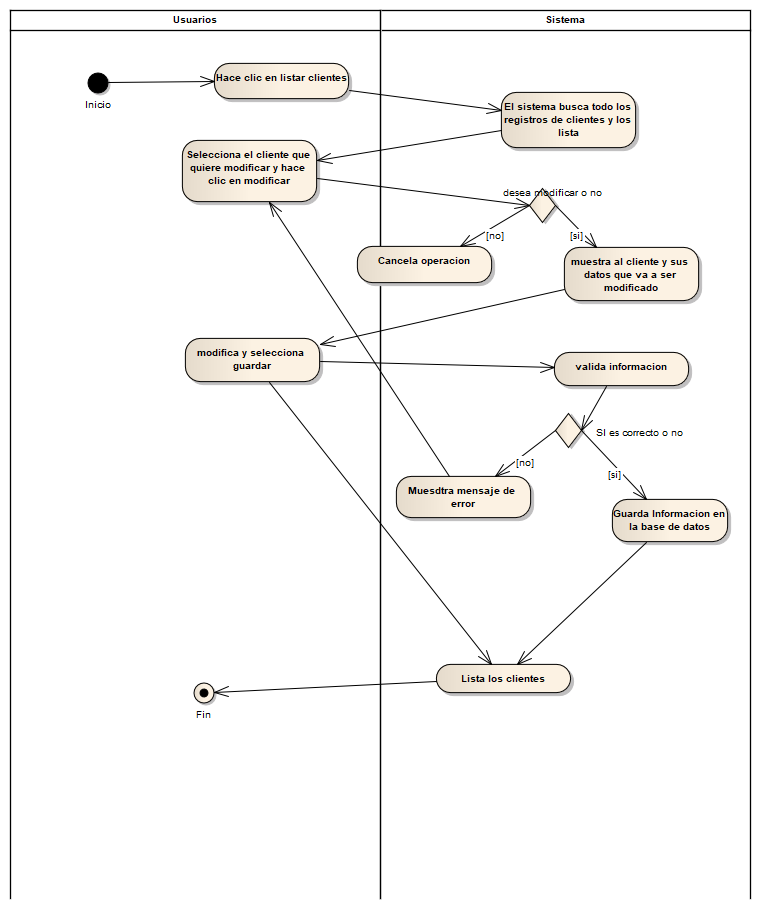 Usuarios
Sistema
Inicio
Hace clic en listar clientes
El sistema busca todo los
registros de clientes y los
lista
Selecciona el cliente que
quiere modificar y hace
clic en modificar
desea modificar o no
[no]
[si]
Cancela operacion
muestra al cliente y sus
datos que va a ser
modificado
modifica y selecciona
guardar
valida informacion
SI es correcto o no
[no]
[si]
Muesdtra mensaje de
error
Guarda Informacion en
la base de datos
Lista los clientes
Fin